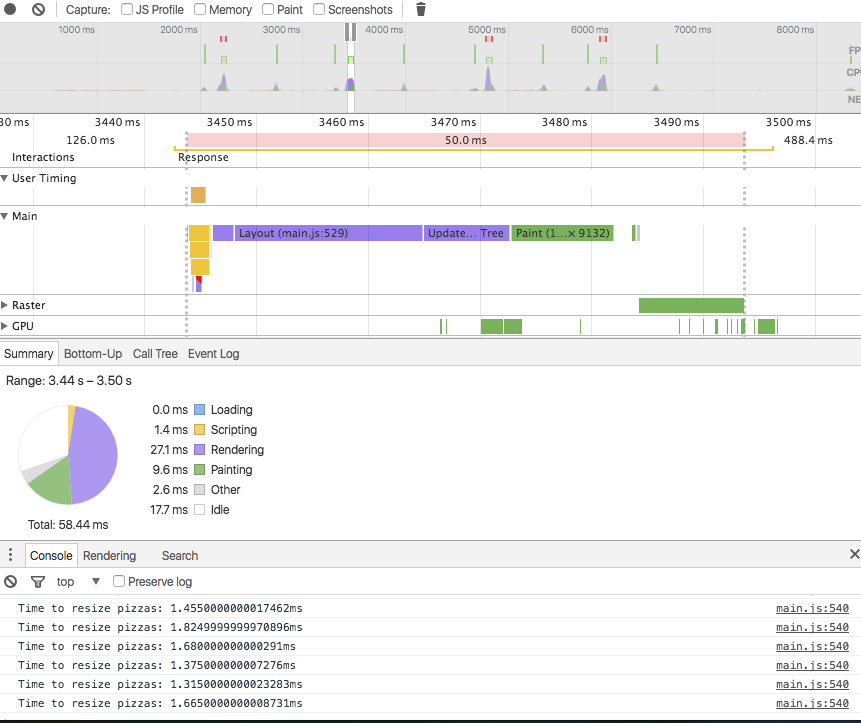 Capture: JS Profile Memory Paint Screenshots
1000 ms 2000 ms 3000 ms 4000 ms 5000 ms 6000 ms 7000 ms 8000 ms
FP
CPU
NE
30 ms 3440 ms 3450 ms 3460 ms 3470 ms 3480 ms 3490 ms 3500 ms
126.0 ms 50.0 ms 488.4 ms
Interactions Response
User Timing
Main
Layout (main.js:529) Update… Tree Paint (1…× 9132)
Raster
GPU
Summary Bottom-Up Call Tree Event Log
Range: 3.44 s – 3.50 s
0.0 ms Loading
1.4 ms Scripting
27.1 ms Rendering
9.6 ms Painting
2.6 ms Other
17.7 ms Idle
Total: 58.44 ms
Console Rendering Search
top Preserve log
Time to resize pizzas: 1.4550000000017462ms main.js:540
Time to resize pizzas: 1.8249999999970896ms main.js:540
Time to resize pizzas: 1.680000000000291ms main.js:540
Time to resize pizzas: 1.375000000007276ms main.js:540
Time to resize pizzas: 1.3150000000023283ms main.js:540
Time to resize pizzas: 1.6650000000008731ms main.js:540